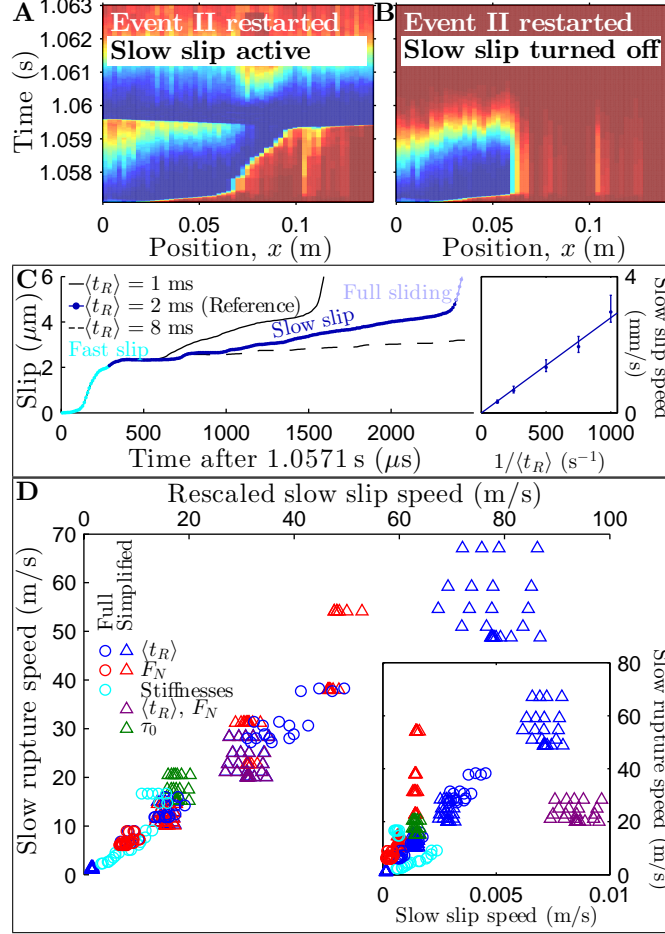 A
B
1.063
1.062
1.061
1.06
1.059
1.058
Time (s)
Event II restarted
Slow slip active
Event II restarted
Slow slip turned off
0
0.05
0.1
0
0.05
0.1
Position, x (m)
Position, x (m)
C
6
4
2
0
Slip (μm)
⟨t_R⟩ = 1 ms
⟨t_R⟩ = 2 ms (Reference)
⟨t_R⟩ = 8 ms
Fast slip
Slow slip
Full sliding
0
500
1000
1500
2000
Time after 1.0571 s (μs)
4
0
Slow slip speed
(mm/s)
0
500
1000
1/⟨t_R⟩ (s⁻¹)
D
Rescaled slow slip speed (m/s)
0
20
40
60
80
100
70
60
50
40
30
20
10
0
Slow rupture speed (m/s)
Full
Simplified
⟨t_R⟩
F_N
Stiffnesses
⟨t_R⟩, F_N
τ₀
80
60
40
20
0
Slow rupture speed (m/s)
0
0.005
0.01
Slow slip speed (m/s)